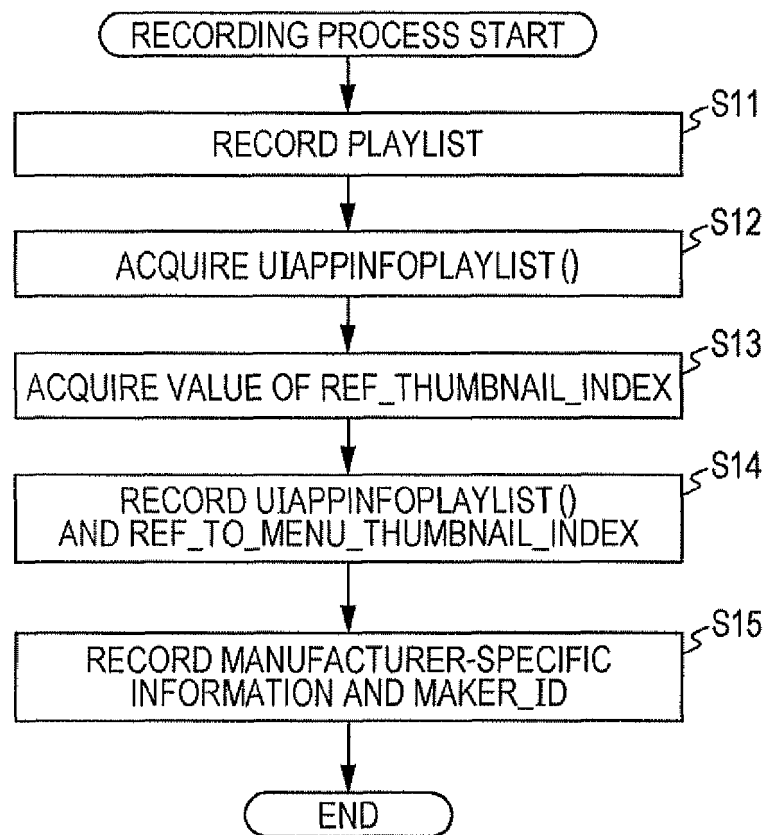 RECORDING PROCESS START
S11
RECORD PLAYLIST
S12
ACQUIRE UIAPPINFOPLAYLIST()
S13
ACQUIRE VALUE OF REF_THUMBNAIL_INDEX
S14
RECORD UIAPPINFOPLAYLIST()
AND REF_TO_MENU_THUMBNAIL_INDEX
S15
RECORD MANUFACTURER-SPECIFIC
INFORMATION AND MAKER_ID
END